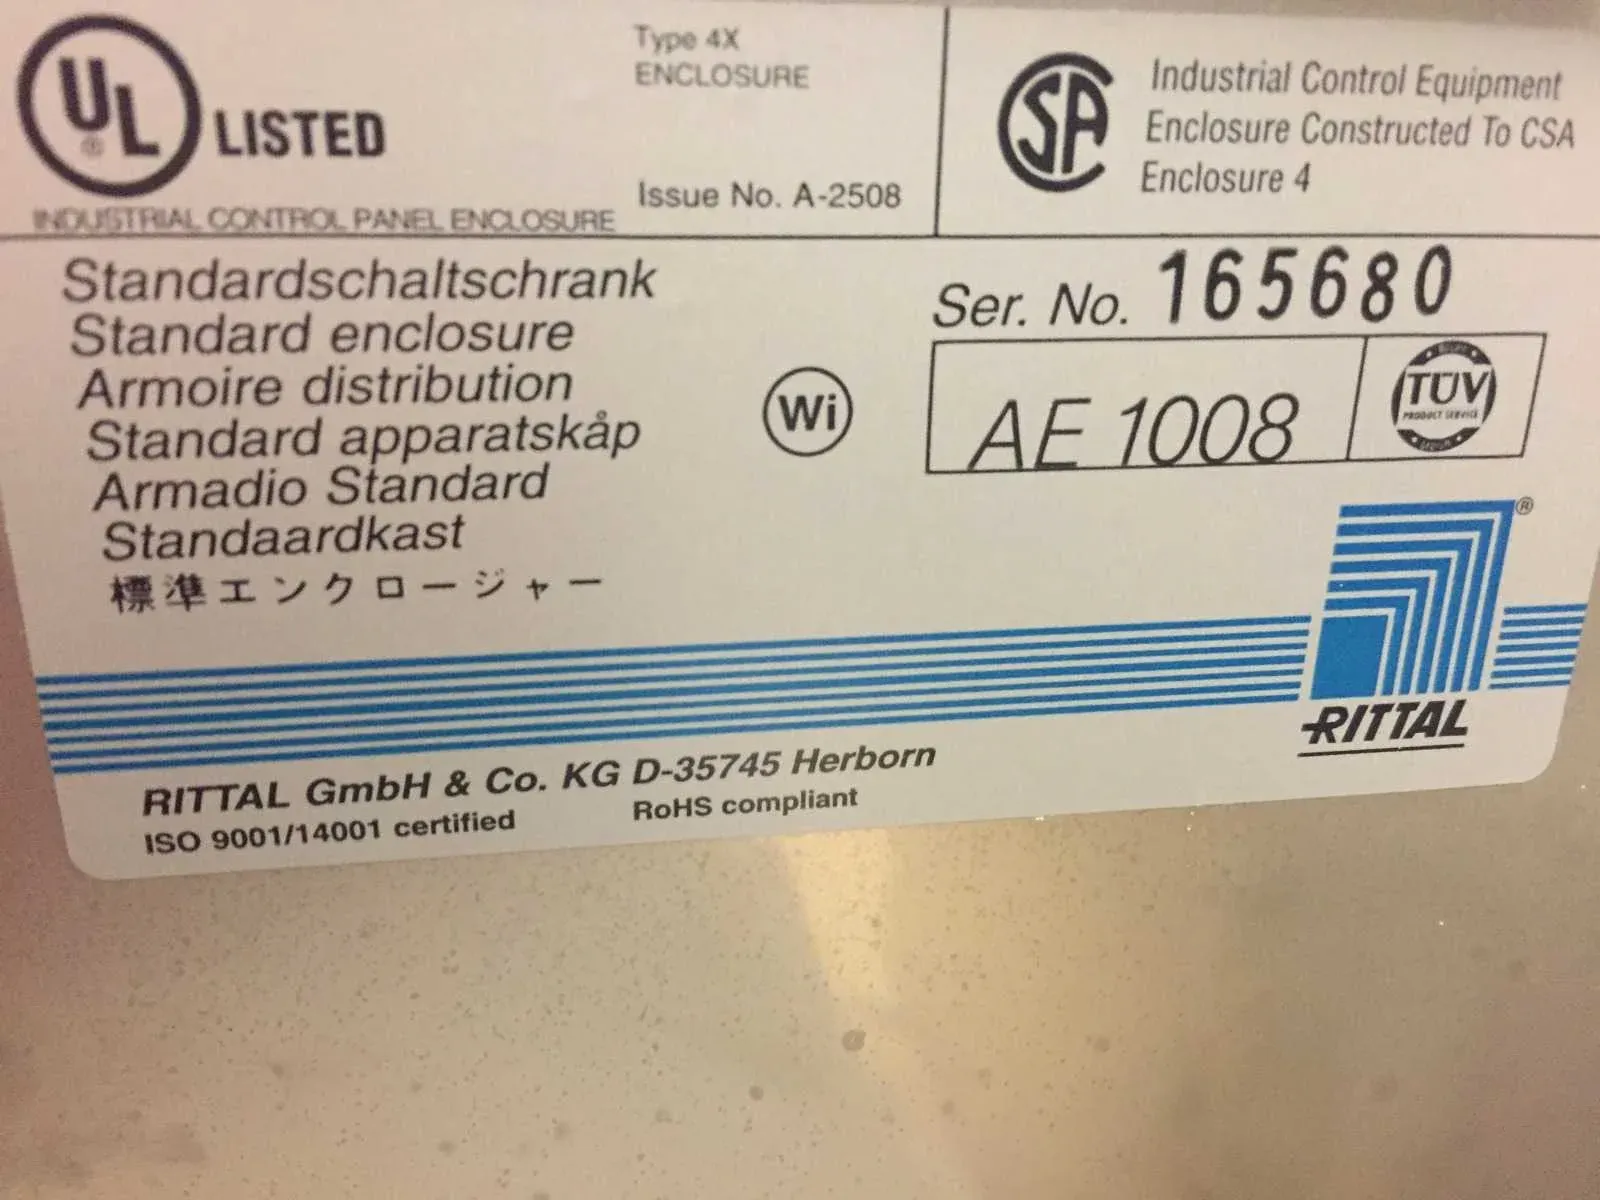 UL® LISTED
INDUSTRIAL CONTROL PANEL ENCLOSURE
Type 4X
ENCLOSURE
Issue No. A-2508
SA
Industrial Control Equipment
Enclosure Constructed To CSA
Enclosure 4
Standardschaltschrank
Standard enclosure
Armoire distribution
Standard apparatskåp
Armadio Standard
Standaardkast
標準エンクロージャー
Wi
Ser. No. 165680
AE 1008
TÜV
PRODUCT SERVICE
®
RITTAL
RITTAL GmbH & Co. KG D-35745 Herborn
ISO 9001/14001 certified
RoHS compliant